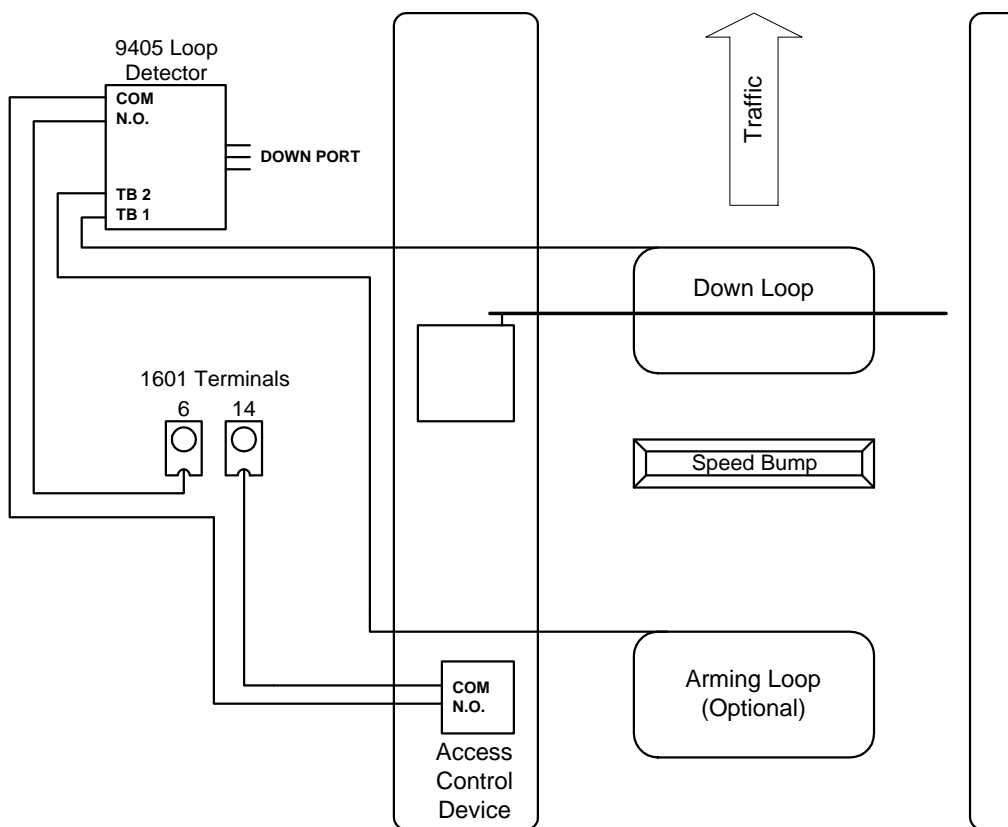 9405 Loop
Detector
COM
N.O.
DOWN PORT
TB 2
TB 1
Traffic
Down Loop
1601 Terminals
6 14
Speed Bump
COM
N.O.
Access
Control
Device
Arming Loop
(Optional)